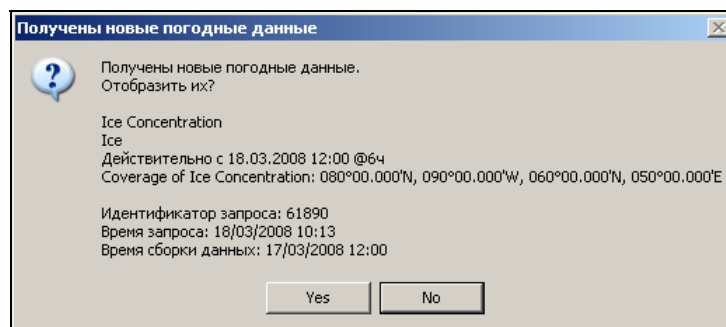 Получены новые погодные данные
Получены новые погодные данные.
Отобразить их?
Ice Concentration
Ice
Действительно с 18.03.2008 12:00 @6ч
Coverage of Ice Concentration: 080°00.000'N, 090°00.000'W, 060°00.000'N, 050°00.000'E
Идентификатор запроса: 61890
Время запроса: 18/03/2008 10:13
Время сборки данных: 17/03/2008 12:00
Yes
No